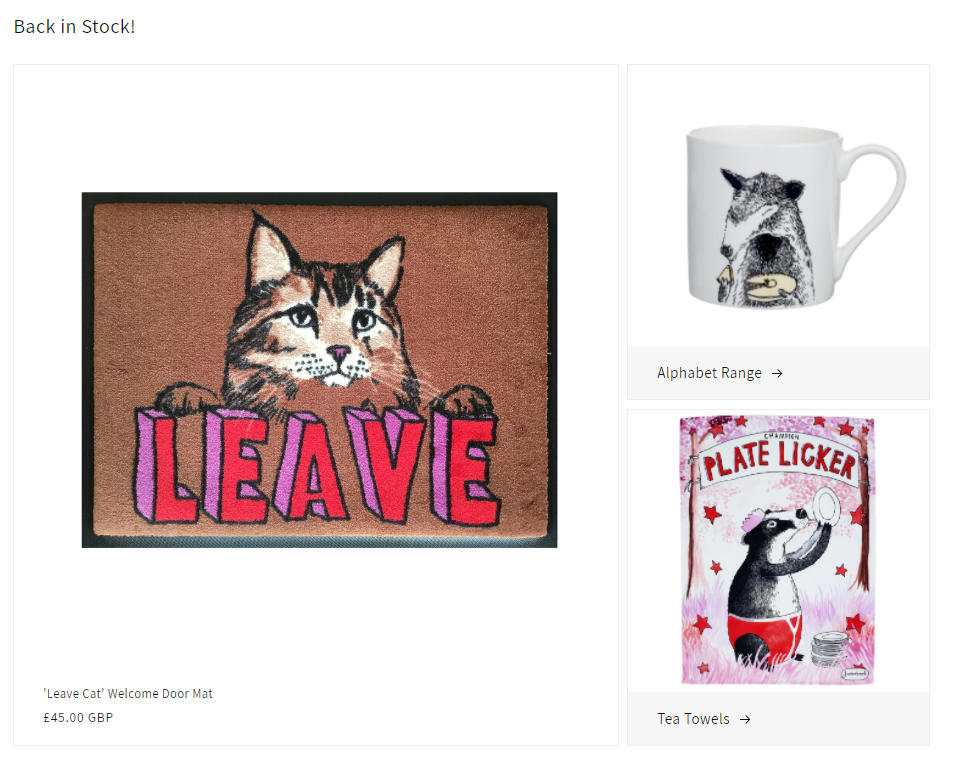 Back in Stock!
LEAVE
'Leave Cat' Welcome Door Mat
£45.00 GBP
Alphabet Range →
CHAMPION
PLATE LICKER
Tea Towels →